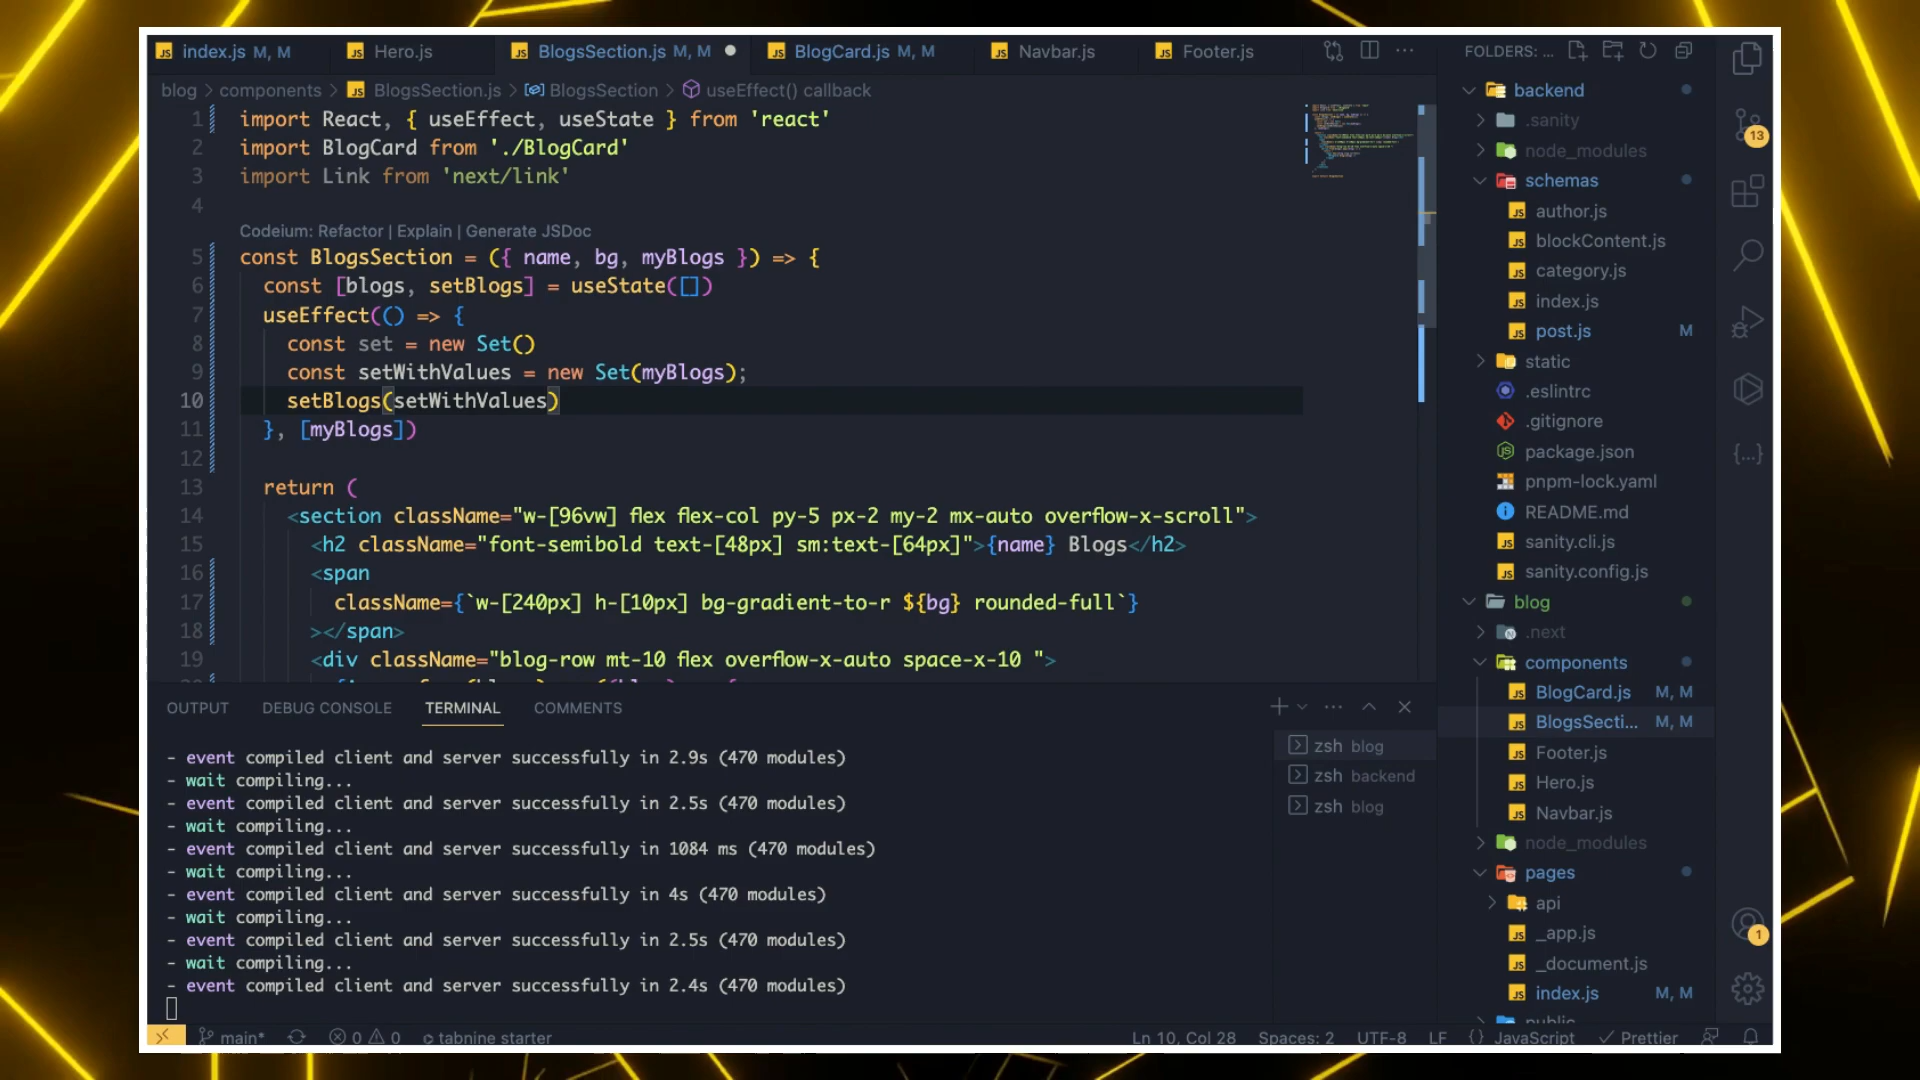 index.js M, M
Hero.js
BlogsSection.js M, M
BlogCard.js M, M
Navbar.js
Footer.js
blog > components > BlogsSection.js > BlogsSection > useEffect() callback
1 import React, { useEffect, useState } from 'react'
2 import BlogCard from './BlogCard'
3 import Link from 'next/link'
4
Codeium: Refactor | Explain | Generate JSDoc
5 const BlogsSection = ({ name, bg, myBlogs }) => {
6 const [blogs, setBlogs] = useState([])
7 useEffect(() => {
8 const set = new Set()
9 const setWithValues = new Set(myBlogs);
10 setBlogs(setWithValues)
11 }, [myBlogs])
12
13 return (
14 <section className="w-[96vw] flex flex-col py-5 px-2 my-2 mx-auto overflow-x-scroll">
15 <h2 className="font-semibold text-[48px] sm:text-[64px]">{name} Blogs</h2>
16 <span
17 className={`w-[240px] h-[10px] bg-gradient-to-r ${bg} rounded-full`}
18 ></span>
19 <div className="blog-row mt-10 flex overflow-x-auto space-x-10 ">
OUTPUT
DEBUG CONSOLE
TERMINAL
COMMENTS
- event compiled client and server successfully in 2.9s (470 modules)
- wait compiling...
- event compiled client and server successfully in 2.5s (470 modules)
- wait compiling...
- event compiled client and server successfully in 1084 ms (470 modules)
- wait compiling...
- event compiled client and server successfully in 4s (470 modules)
- wait compiling...
- event compiled client and server successfully in 2.5s (470 modules)
- wait compiling...
- event compiled client and server successfully in 2.4s (470 modules)
zsh blog
zsh backend
zsh blog
main*
0
0
tabnine starter
Ln 10, Col 28
Spaces: 2
UTF-8
LF
{} JavaScript
Prettier
FOLDERS: ...
backend
.sanity
node_modules
schemas
author.js
blockContent.js
category.js
index.js
post.js M
static
.eslintrc
.gitignore
package.json
pnpm-lock.yaml
README.md
sanity.cli.js
sanity.config.js
blog
.next
components
BlogCard.js M, M
BlogsSecti... M, M
Footer.js
Hero.js
Navbar.js
node_modules
pages
api
_app.js
_document.js
index.js M, M
public
13
1